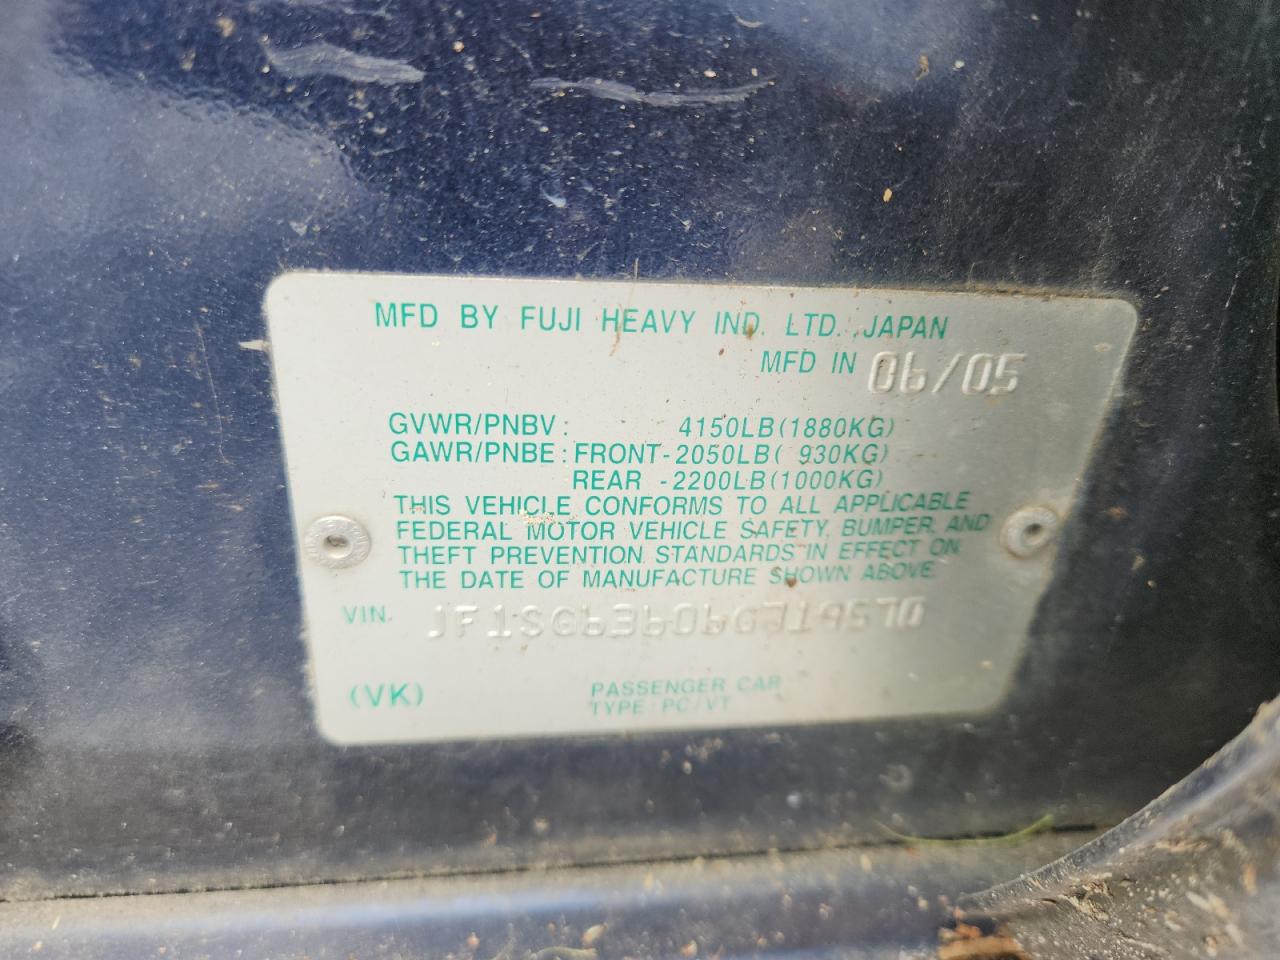 MFD BY FUJI HEAVY IND. LTD. JAPAN
MFD IN 06/05
GVWR/PNBV: 4150LB(1880KG)
GAWR/PNBE: FRONT-2050LB( 930KG)
REAR -2200LB(1000KG)
THIS VEHICLE CONFORMS TO ALL APPLICABLE
FEDERAL MOTOR VEHICLE SAFETY, BUMPER, AND
THEFT PREVENTION STANDARDS IN EFFECT ON
THE DATE OF MANUFACTURE SHOWN ABOVE.
VIN. JF1SG63606G719570
(VK) PASSENGER CAR
TYPE: PC/VT